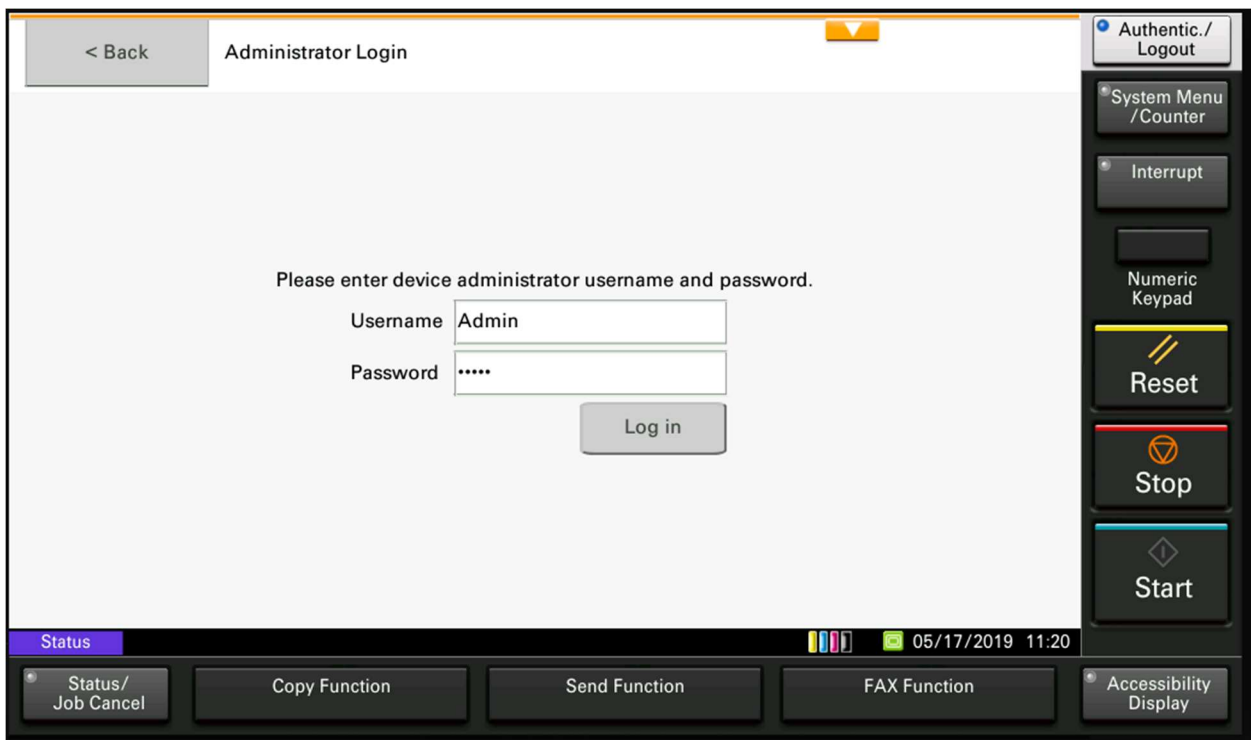 < Back
Administrator Login
Authentic./
Logout
System Menu
/Counter
Interrupt
Numeric
Keypad
Please enter device administrator username and password.
Username Admin
Password •••••
Log in
Reset
Stop
Start
Status
05/17/2019 11:20
Status/
Job Cancel
Copy Function
Send Function
FAX Function
Accessibility
Display